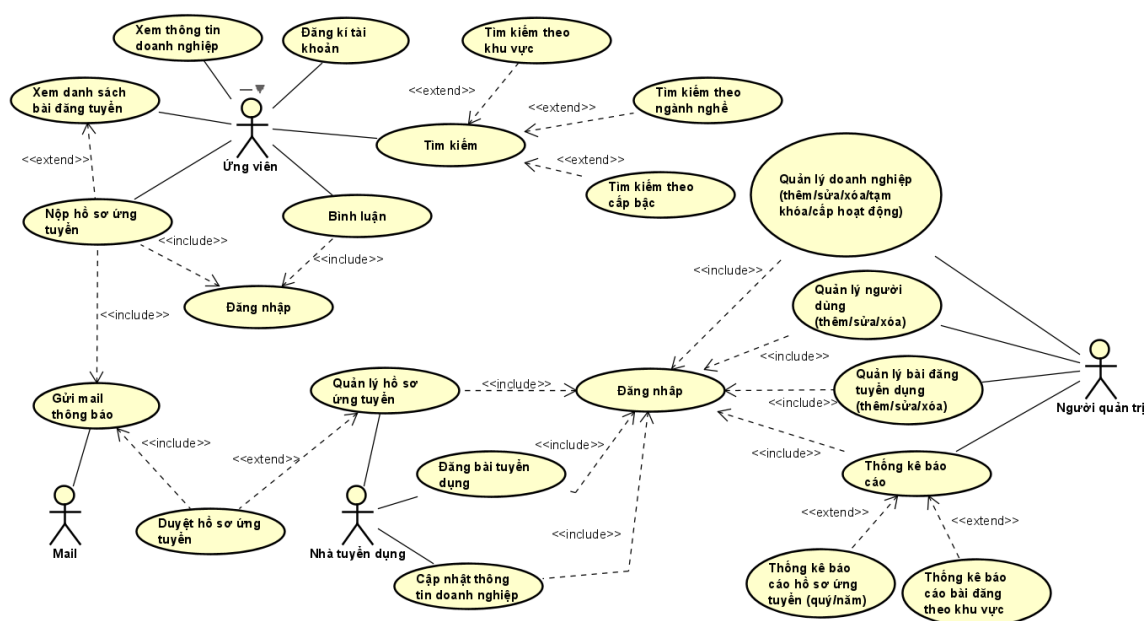 Xem thông tin
doanh nghiệp
Đăng kí tài
khoản
Tìm kiếm theo
khu vực
Xem danh sách
bài đăng tuyển
<<extend>>
Tìm kiếm theo
ngành nghề
<<extend>>
<<extend>>
Ứng viên
Tìm kiếm
<<extend>>
Tìm kiếm theo
cấp bậc
Quản lý doanh nghiệp
(thêm/sửa/xóa/tạm
khóa/cấp hoạt động)
Nộp hồ sơ ứng
tuyển
Bình luận
<<include>>
<<include>>
<<include>>
Đăng nhập
Quản lý người
dùng
(thêm/sửa/xóa)
<<include>>
<<include>>
Gửi mail
thông báo
Quản lý hồ sơ
ứng tuyển
<<include>>
Đăng nhâp
Quản lý bài đăng
tuyển dụng
(thêm/sửa/xóa)
<<include>>
Người quản trị
<<include>>
<<extend>>
<<include>>
<<include>>
Đăng bài tuyển
dụng
Thống kê báo
cáo
Mail
Duyệt hồ sơ ứng
tuyển
Nhà tuyển dụng
<<include>>
<<extend>>
<<extend>>
Cập nhật thông
tin doanh nghiệp
Thống kê báo
cáo hồ sơ ứng
tuyển (quý/năm)
Thống kê báo
cáo bài đăng
theo khu vực